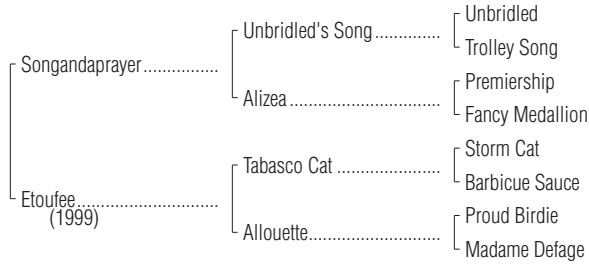 Unbridled
Unbridled's Song..............
Trolley Song
Songandaprayer................
Premiership
Alizea................................
Fancy Medallion
Storm Cat
Tabasco Cat ......................
Barbicue Sauce
Etoufee..............................
(1999)
Proud Birdie
Allouette............................
Madame Defage